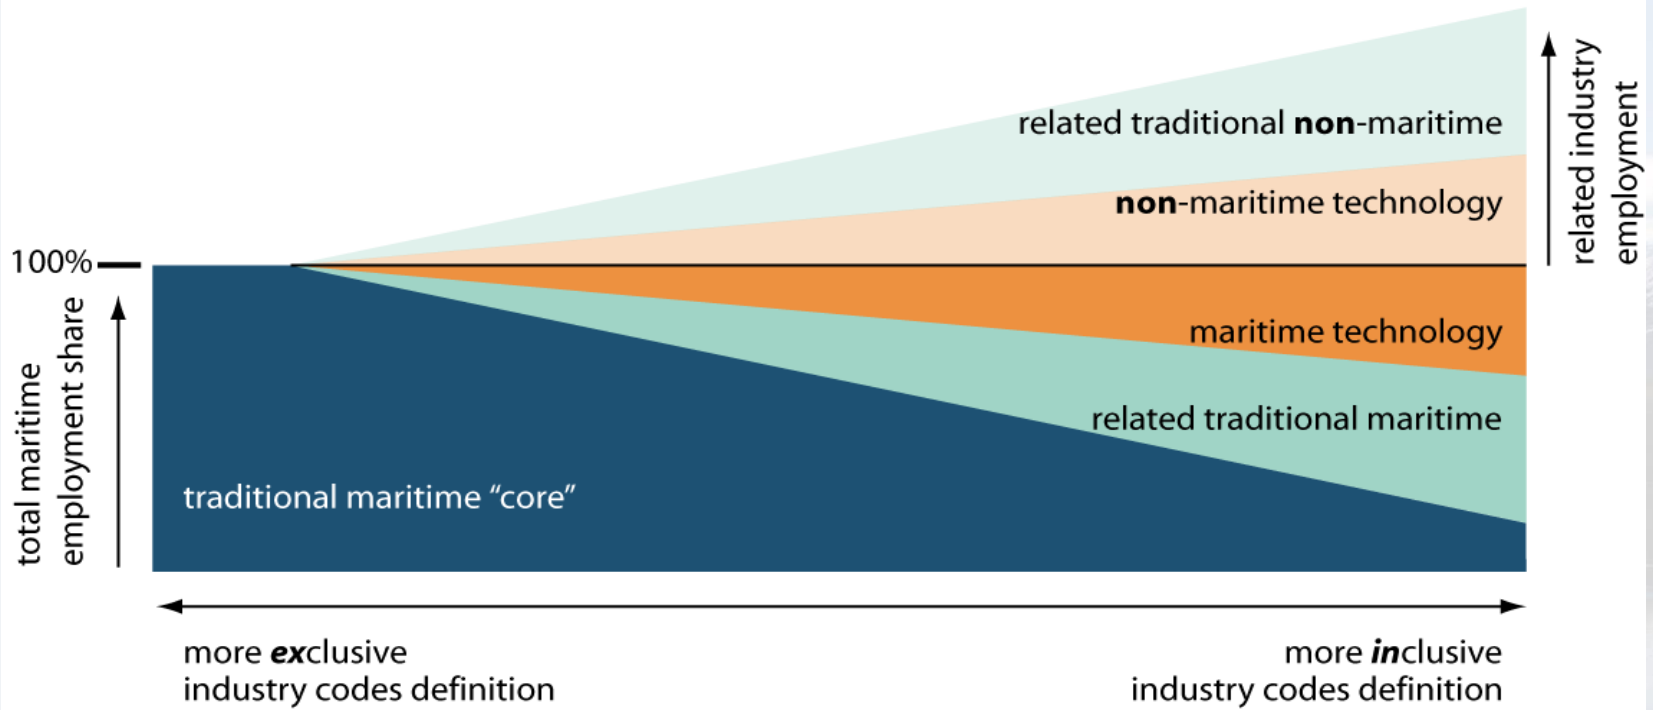 related traditional non-maritime
non-maritime technology
100%
maritime technology
related traditional maritime
traditional maritime “core”
total maritime
employment share
related industry
employment
more exclusive
industry codes definition
more inclusive
industry codes definition